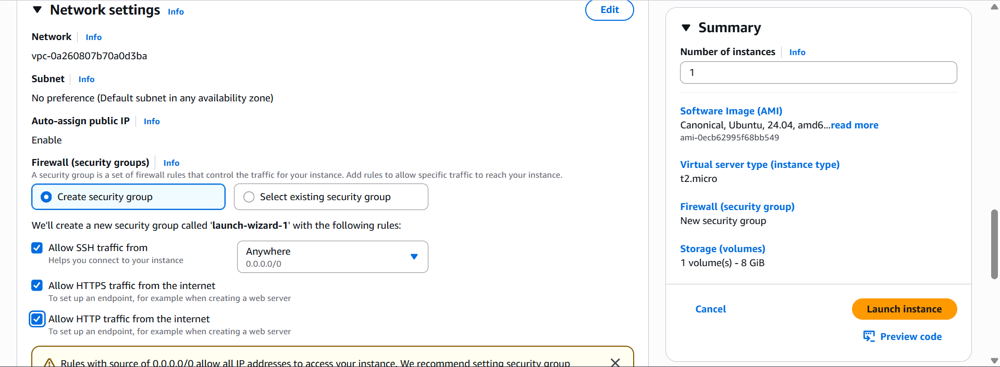 Network settings Info
Edit
Network Info
vpc-0a260807b70a0d3ba
Subnet Info
No preference (Default subnet in any availability zone)
Auto-assign public IP Info
Enable
Firewall (security groups) Info
A security group is a set of firewall rules that control the traffic for your instance. Add rules to allow specific traffic to reach your instance.
Create security group
Select existing security group
We'll create a new security group called 'launch-wizard-1' with the following rules:
Allow SSH traffic from
Helps you connect to your instance
Anywhere
0.0.0.0/0
Allow HTTPS traffic from the internet
To set up an endpoint, for example when creating a web server
Allow HTTP traffic from the internet
To set up an endpoint, for example when creating a web server
Rules with source of 0.0.0.0/0 allow all IP addresses to access your instance. We recommend setting security group
Summary
Number of instances Info
1
Software Image (AMI)
Canonical, Ubuntu, 24.04, amd6...read more
ami-0ecb62995f68bb549
Virtual server type (instance type)
t2.micro
Firewall (security group)
New security group
Storage (volumes)
1 volume(s) - 8 GiB
Cancel
Launch instance
Preview code